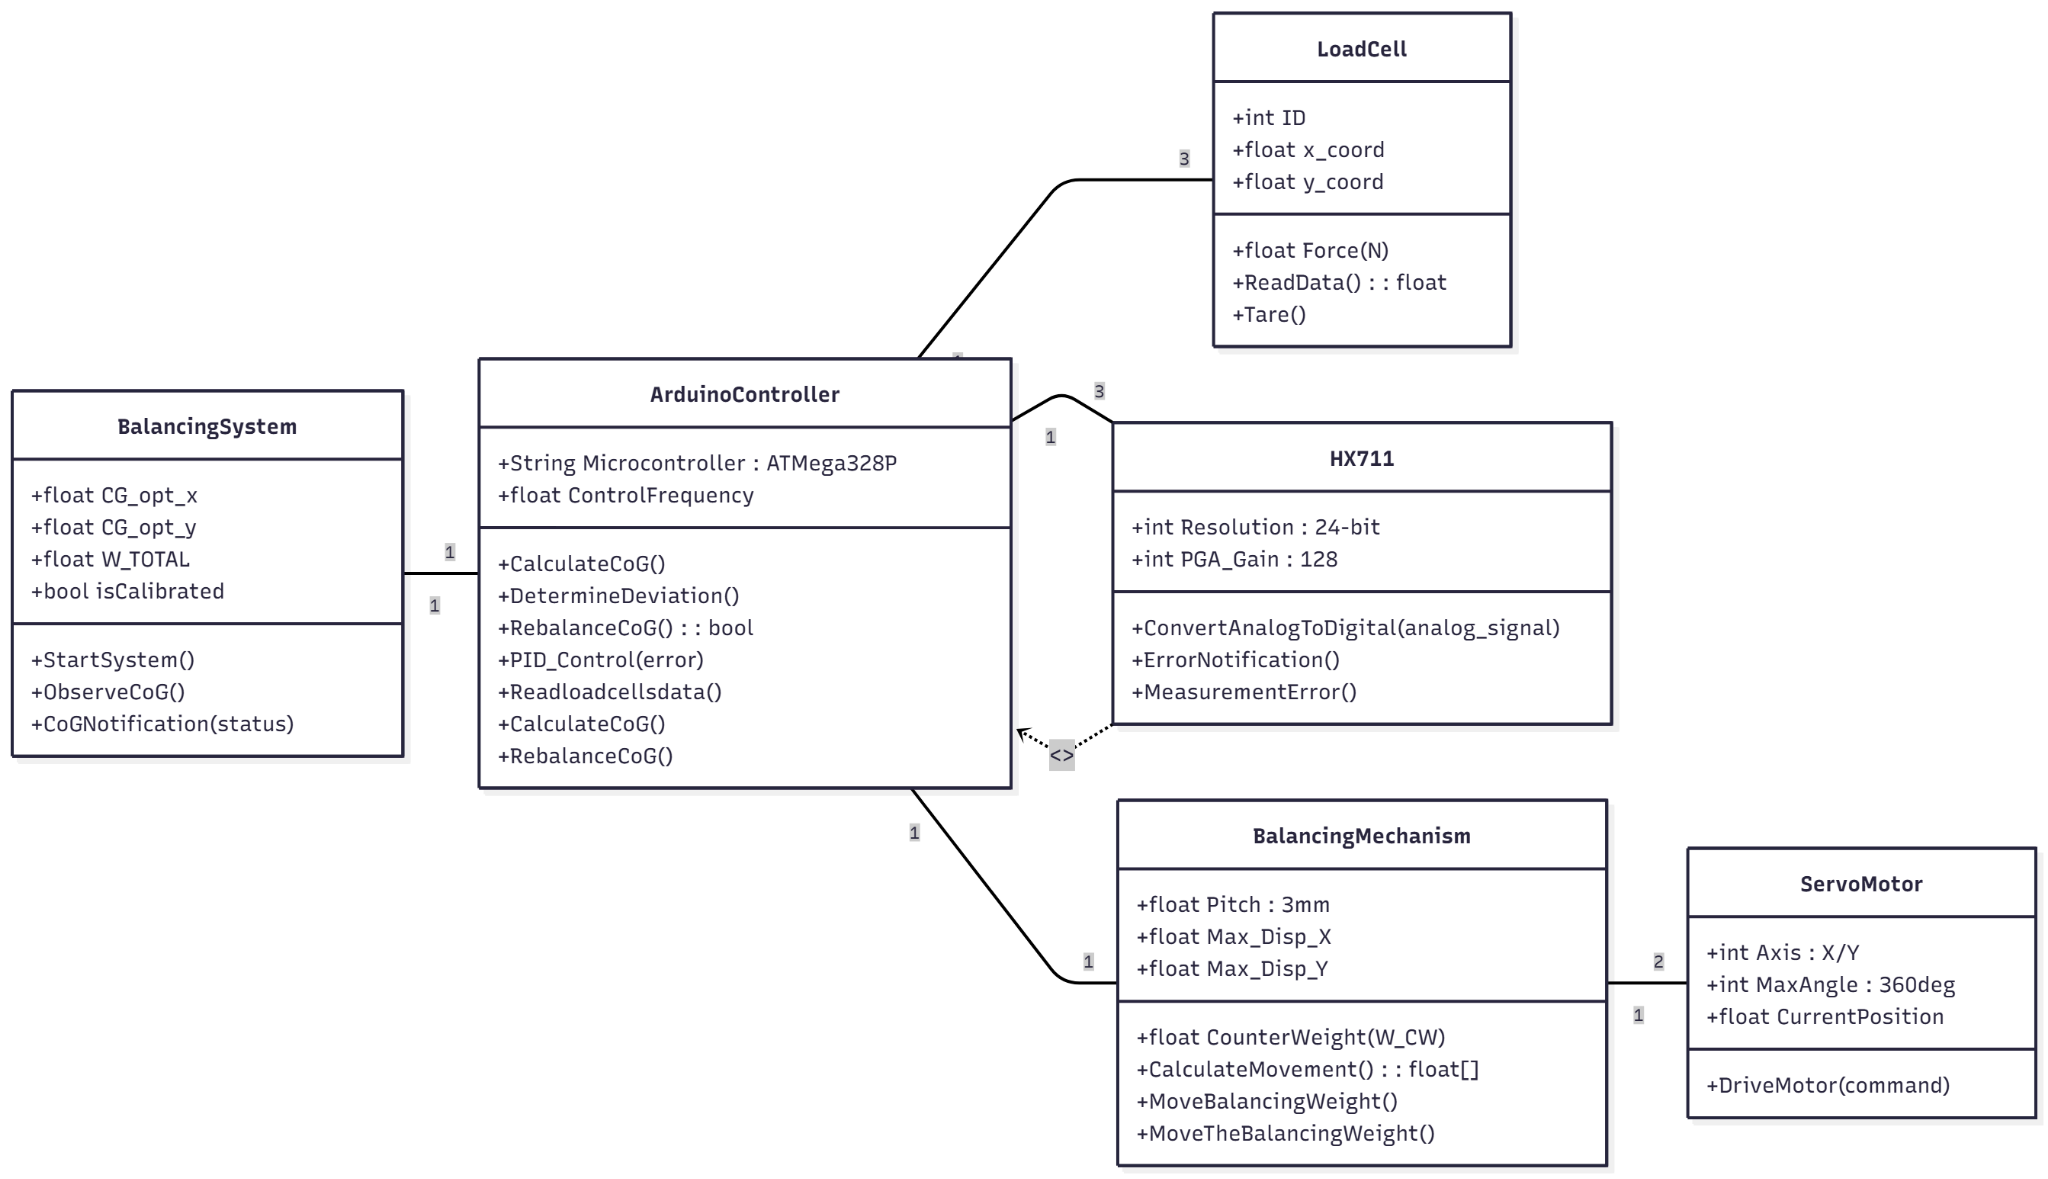 LoadCell
+int ID
+float x_coord
+float y_coord
+float Force(N)
+ReadData() : : float
+Tare()
3
ArduinoController
+String Microcontroller : ATMega328P
+float ControlFrequency
+CalculateCoG()
+DetermineDeviation()
+RebalanceCoG() : : bool
+PID_Control(error)
+Readloadcellsdata()
+CalculateCoG()
+RebalanceCoG()
BalancingSystem
+float CG_opt_x
+float CG_opt_y
+float W_TOTAL
+bool isCalibrated
+StartSystem()
+ObserveCoG()
+CoGNotification(status)
1
1
3
1
HX711
+int Resolution : 24-bit
+int PGA_Gain : 128
+ConvertAnalogToDigital(analog_signal)
+ErrorNotification()
+MeasurementError()
<>
1
1
BalancingMechanism
+float Pitch : 3mm
+float Max_Disp_X
+float Max_Disp_Y
+float CounterWeight(W_CW)
+CalculateMovement() : : float[]
+MoveBalancingWeight()
+MoveTheBalancingWeight()
2
1
ServoMotor
+int Axis : X/Y
+int MaxAngle : 360deg
+float CurrentPosition
+DriveMotor(command)